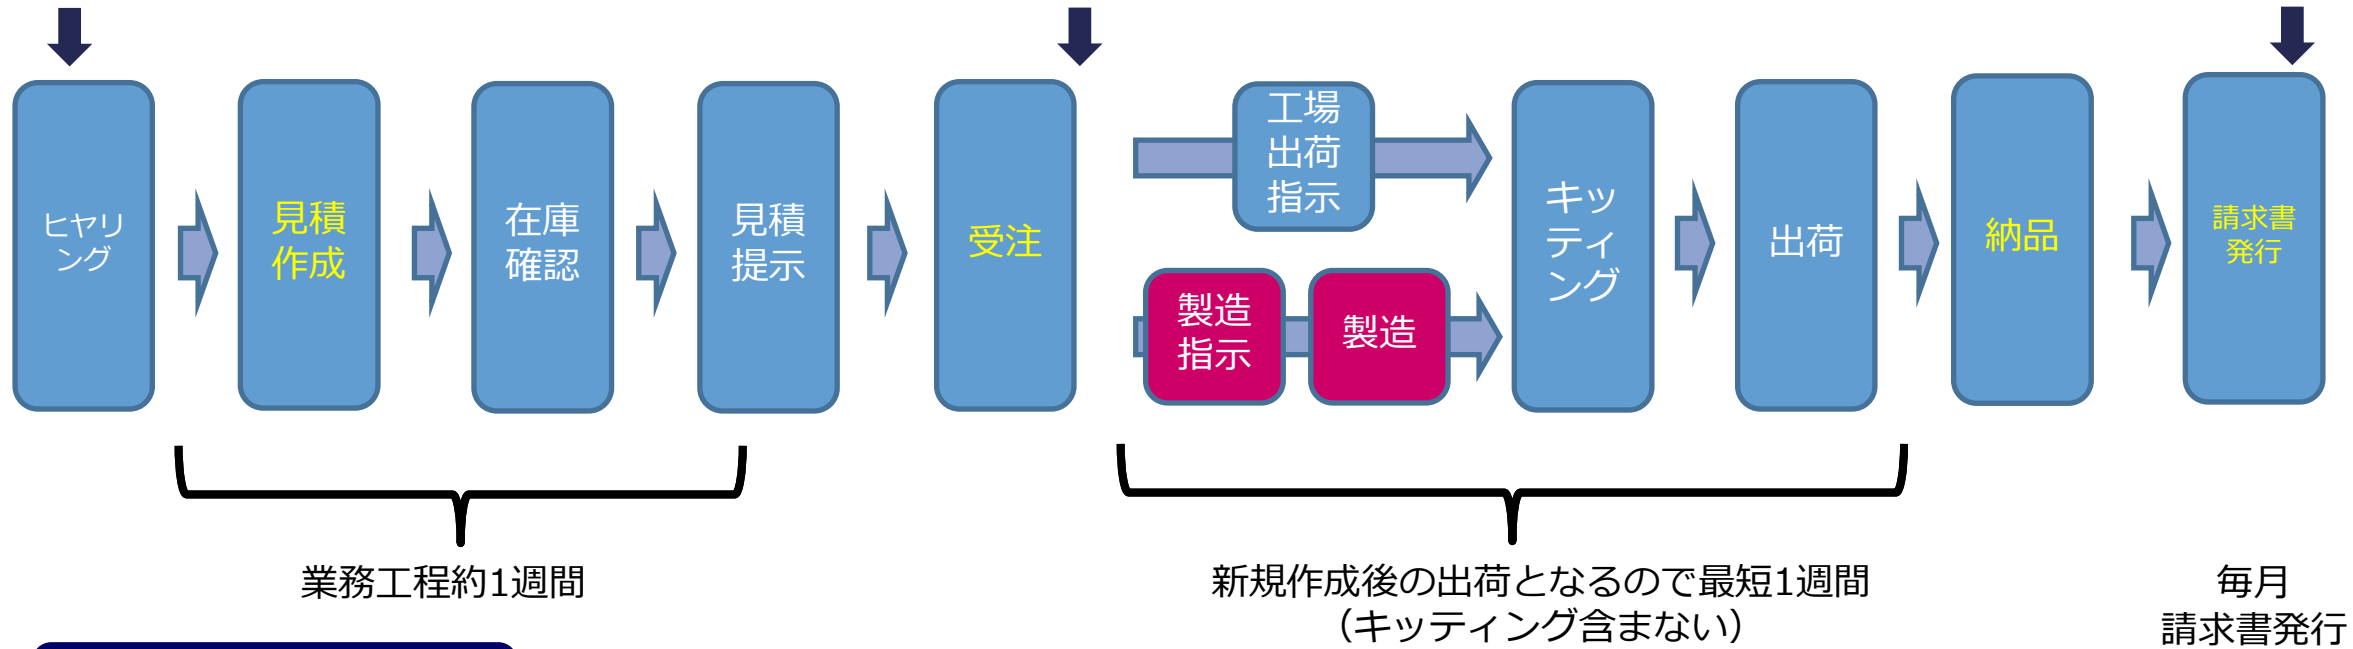 ヒヤリ
ング
見積
作成
在庫
確認
見積
提示
受注
工場
出荷
指示
製造
指示
製造
キッ
ティ
ング
出荷
納品
請求書
発行
業務工程約1週間
新規作成後の出荷となるので最短1週間
（キッティング含まない）
毎月
請求書発行